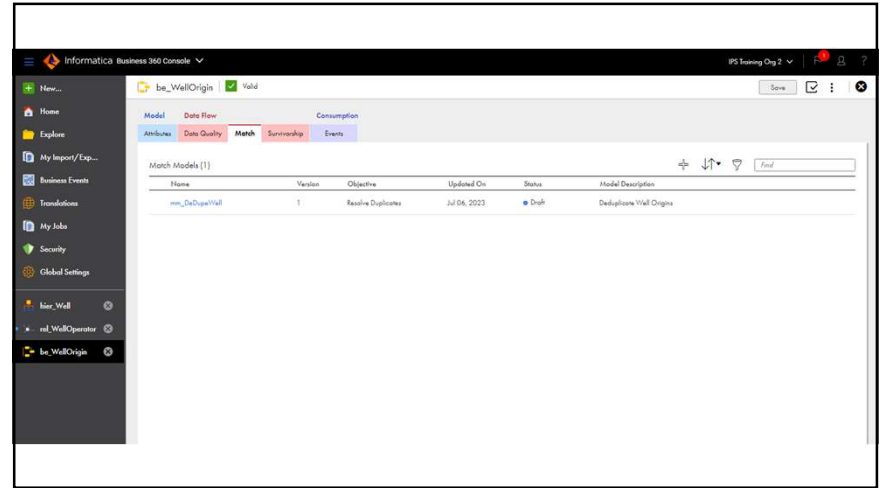 Informatica Business 360 Console
IPS Training Org 2
New...
be_WellOrigin Valid
Save
Home
Model Data Flow Consumption
Explore
Attributes Data Quality Match Survivorship Events
My Import/Exp...
Match Models (1)
Find
Business Events
Name Version Objective Updated On Status Model Description
Translations
mm_DeDupeWell 1 Resolve Duplicates Jul 06, 2023 Draft Deduplicate Well Origins
My Jobs
Security
Global Settings
hier_Well
rel_WellOperator
be_WellOrigin